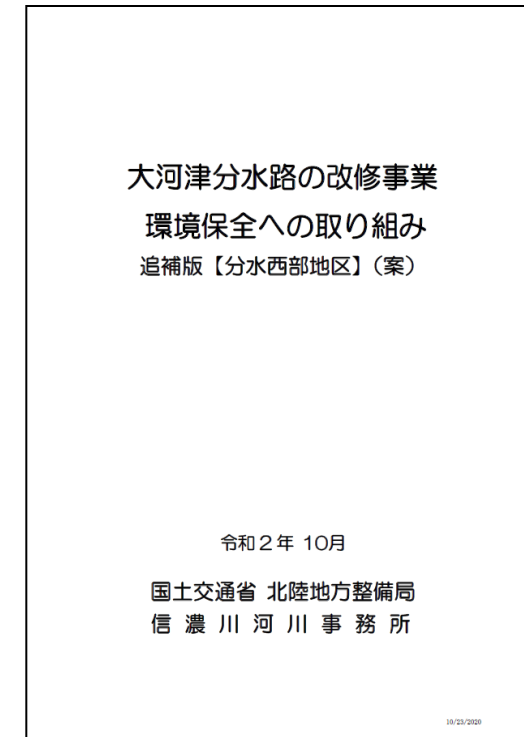 大河津分水路の改修事業
環境保全への取り組み
追補版【分水西部地区】（案）
令和２年 10月
国土交通省 北陸地方整備局
信 濃 川 河 川 事 務 所
10/23/2020